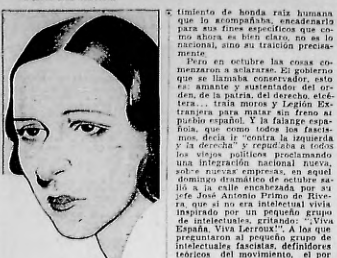 timiento de honda raíz humana
que lo acompañaba, encadenarlo
para sus fines específicos que co-
mo ahora es bien claro, no es lo
nacional, sino su traición precisa-
mente.
Pero en octubre las cosas co-
menzaron a aclararse. El gobierno
que se llamaba conservador, esto
es: amante y sustentador del or-
den, de la patria, del derecho, etcé-
tera... traía moros y Legión Ex-
tranjera para matar sin freno al
pueblo español. Y la falange espa-
ñola, que como todos los fascis-
mos, decía ir "contra la izquierda
y la derecha" y repudiaba a todos
los viejos políticos proclamando
una integración nacional nueva,
sobre nuevas empresas, en aquel
domingo dramático de octubre sa-
lió a la calle encabezada por su
jefe José Antonio Primo de Rive-
ra, que si no era intelectual vivía
inspirado por un pequeño grupo
de intelectuales, gritando: "¡Viva
España, Viva Lerroux!". A los que
preguntaron al pequeño grupo de
intelectuales fascistas, definidores
teóricos del movimiento, el por